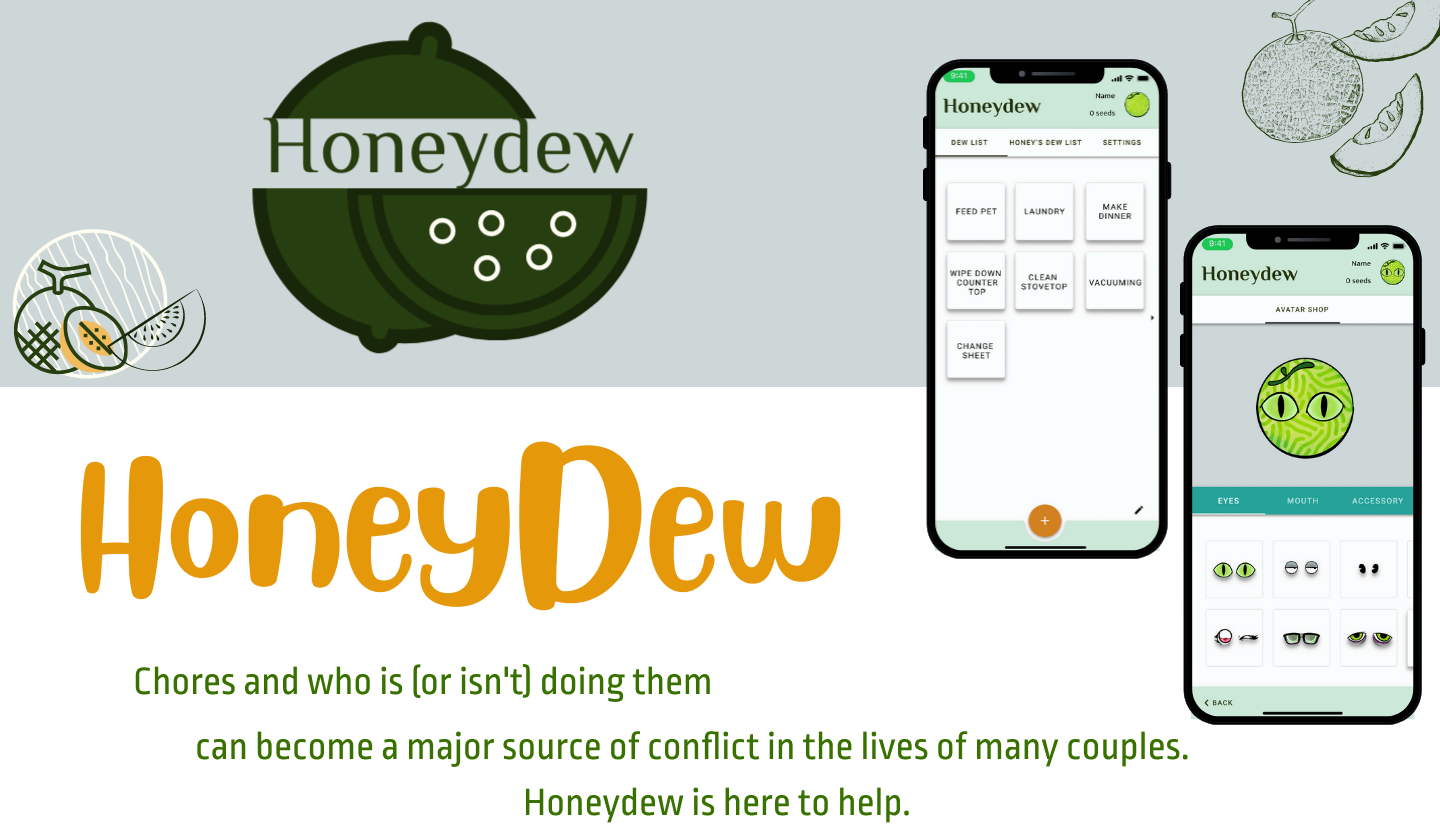 Honeydew
9:41
Honeydew
Name
0 seeds
DEW LIST HONEY'S DEW LIST SETTINGS
FEED PET
LAUNDRY
MAKE
DINNER
WIPE DOWN
COUNTER
TOP
CLEAN
STOVETOP
VACUUMING
CHANGE
SHEET
+
9:41
Honeydew
Name
0 seeds
AVATAR SHOP
EYES MOUTH ACCESSORY
BACK
HoneyDew
Chores and who is (or isn't) doing them
can become a major source of conflict in the lives of many couples.
Honeydew is here to help.